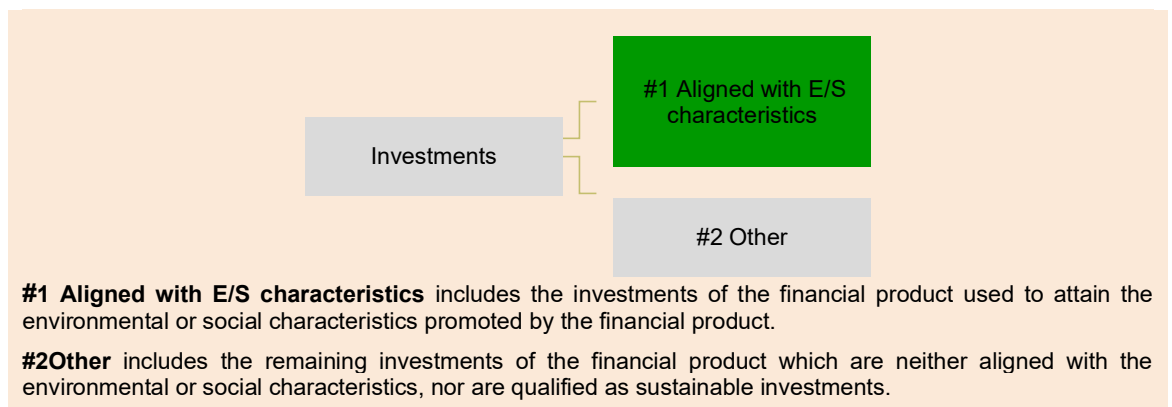 #1 Aligned with E/S
characteristics
Investments
#2 Other
#1 Aligned with E/S characteristics includes the investments of the financial product used to attain the
environmental or social characteristics promoted by the financial product.
#2Other includes the remaining investments of the financial product which are neither aligned with the
environmental or social characteristics, nor are qualified as sustainable investments.